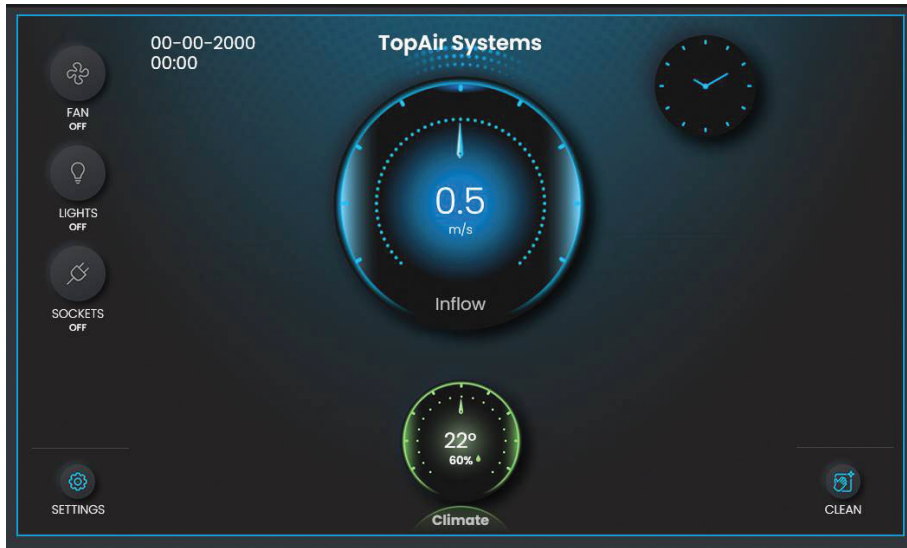 00-00-2000
00:00
TopAir Systems
FAN
OFF
LIGHTS
OFF
SOCKETS
OFF
0.5
m/s
Inflow
22°
60%
Climate
SETTINGS
CLEAN